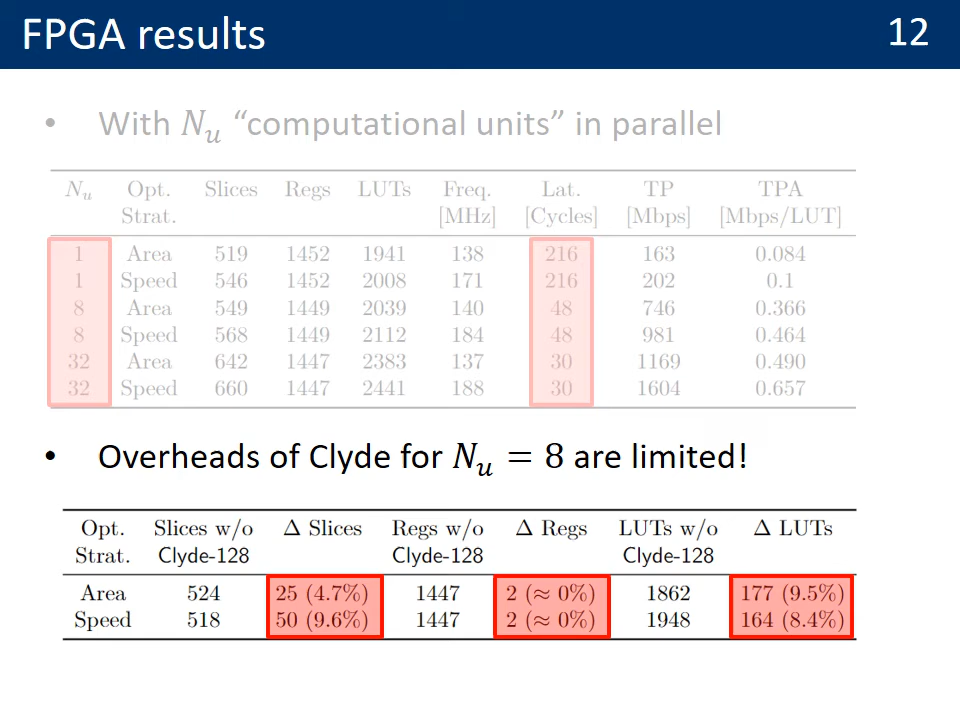 FPGA results 12
• With Nu “computational units” in parallel
Nu Opt. Slices Regs LUTs Freq. Lat. TP TPA
Strat. [MHz] [Cycles] [Mbps] [Mbps/LUT]
1 Area 519 1452 1941 138 216 163 0.084
1 Speed 546 1452 2008 171 216 202 0.1
8 Area 549 1449 2039 140 48 746 0.366
8 Speed 568 1449 2112 184 48 981 0.464
32 Area 642 1447 2383 137 30 1169 0.490
32 Speed 660 1447 2441 188 30 1604 0.657
• Overheads of Clyde for Nu = 8 are limited!
Opt. Slices w/o Δ Slices Regs w/o Δ Regs LUTs w/o Δ LUTs
Strat. Clyde-128 Clyde-128 Clyde-128
Area 524 25 (4.7%) 1447 2 (≈ 0%) 1862 177 (9.5%)
Speed 518 50 (9.6%) 1447 2 (≈ 0%) 1948 164 (8.4%)